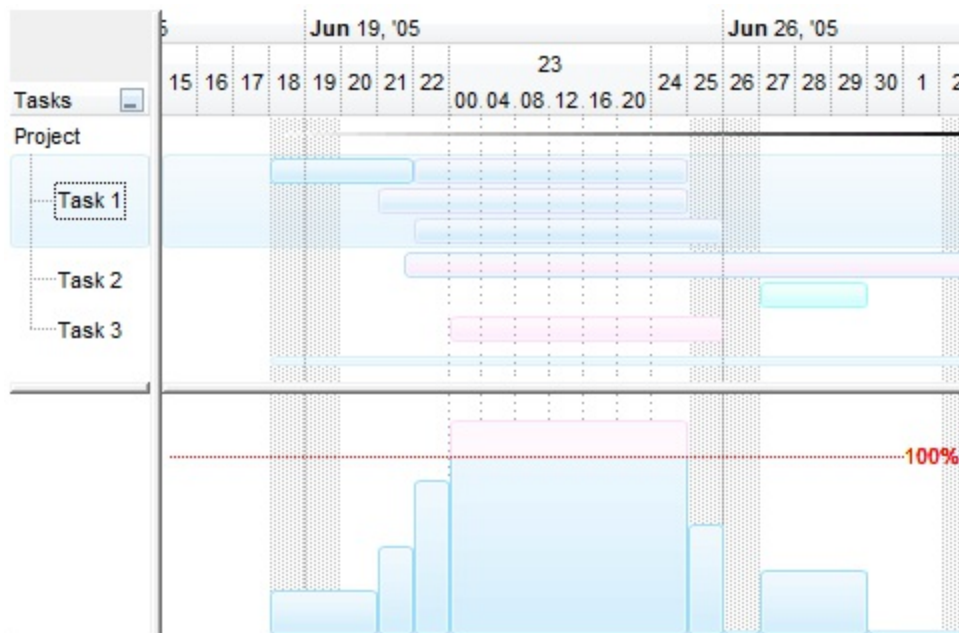 5 Jun 19, '05 Jun 26, '05
15 16 17 18 19 20 21 22 23 24 25 26 27 28 29 30 1 2
00 04 08 12 16 20
Tasks
Project
Task 1
Task 2
Task 3
100%